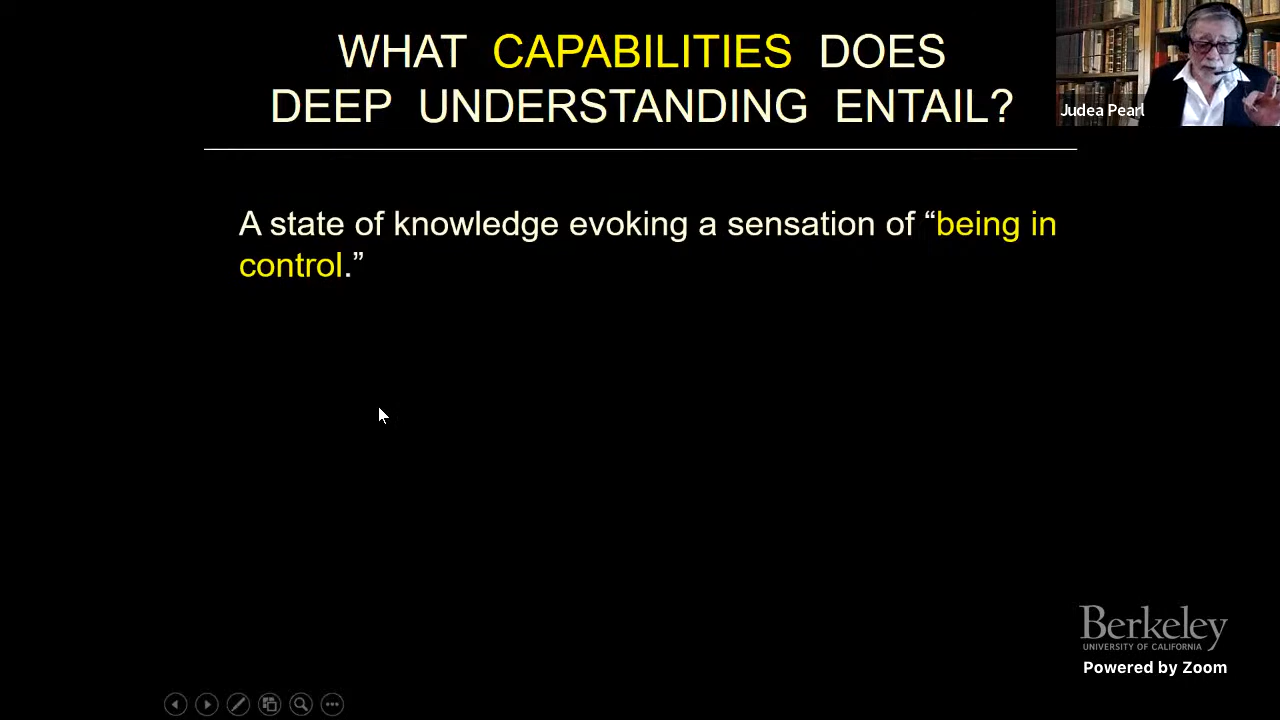 WHAT CAPABILITIES DOES
DEEP UNDERSTANDING ENTAIL?
Judea Pearl
A state of knowledge evoking a sensation of “being in
control.”
Berkeley
UNIVERSITY OF CALIFORNIA
Powered by Zoom